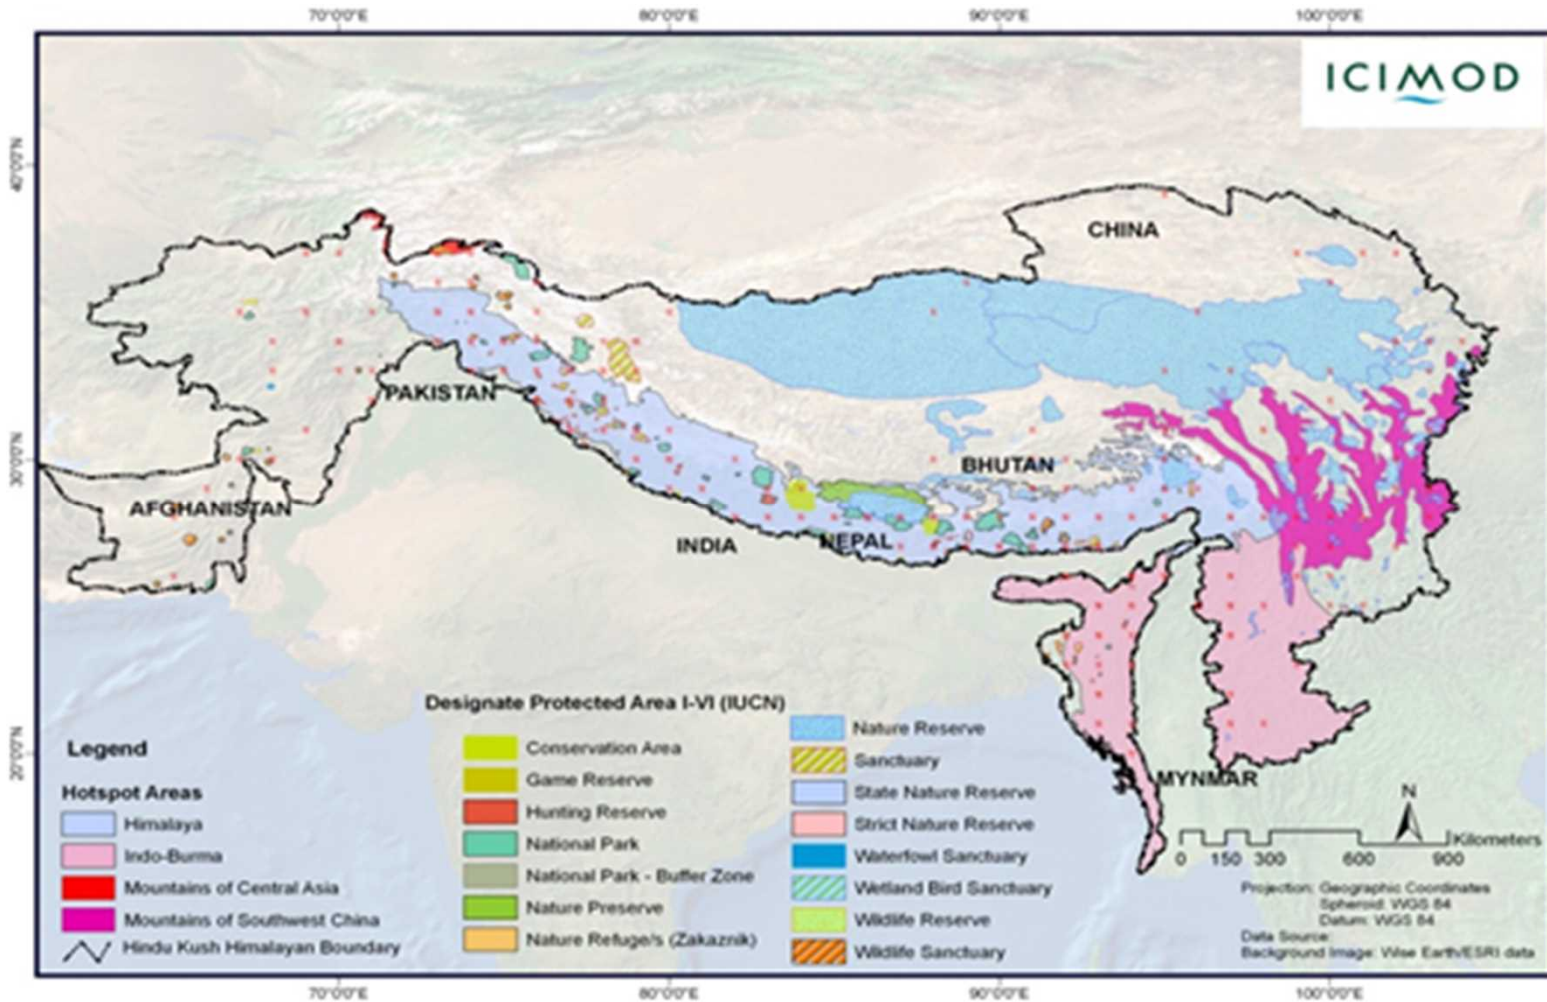 70°0'0"E 80°0'0"E 90°0'0"E 100°0'0"E
ICIMOD
40°0'0"N
CHINA
PAKISTAN
30°0'0"N
BHUTAN
AFGHANISTAN
INDIA
NEPAL
20°0'0"N
MYNMAR
Legend
Hotspot Areas
Himalaya
Indo-Burma
Mountains of Central Asia
Mountains of Southwest China
Hindu Kush Himalayan Boundary
Designate Protected Area I-VI (IUCN)
Conservation Area
Game Reserve
Hunting Reserve
National Park
National Park - Buffer Zone
Nature Preserve
Nature Refuge/s (Zakaznik)
Nature Reserve
Sanctuary
State Nature Reserve
Strict Nature Reserve
Waterfowl Sanctuary
Wetland Bird Sanctuary
Wildlife Reserve
Wildlife Sanctuary
N
Kilometers
0 150 300 600 900
Projection: Geographic Coordinates
Spheroid: WGS 84
Datum: WGS 84
Data Source:
Background Image: Wise Earth/ESRI data
70°0'0"E 80°0'0"E 90°0'0"E 100°0'0"E